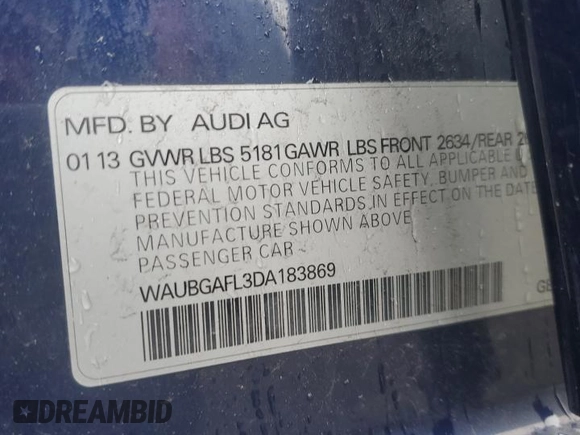 MFD. BY AUDI AG
01 13 GVWR LBS 5181 GAWR LBS FRONT 2634/REAR
THIS VEHICLE CONFORMS TO ALL APPLICABLE
FEDERAL MOTOR VEHICLE SAFETY, BUMPER AND
PREVENTION STANDARDS, IN EFFECT ON THE DATE
MANUFACTURE SHOWN ABOVE
PASSENGER CAR
WAUBGAFL3DA183869
DREAMBID